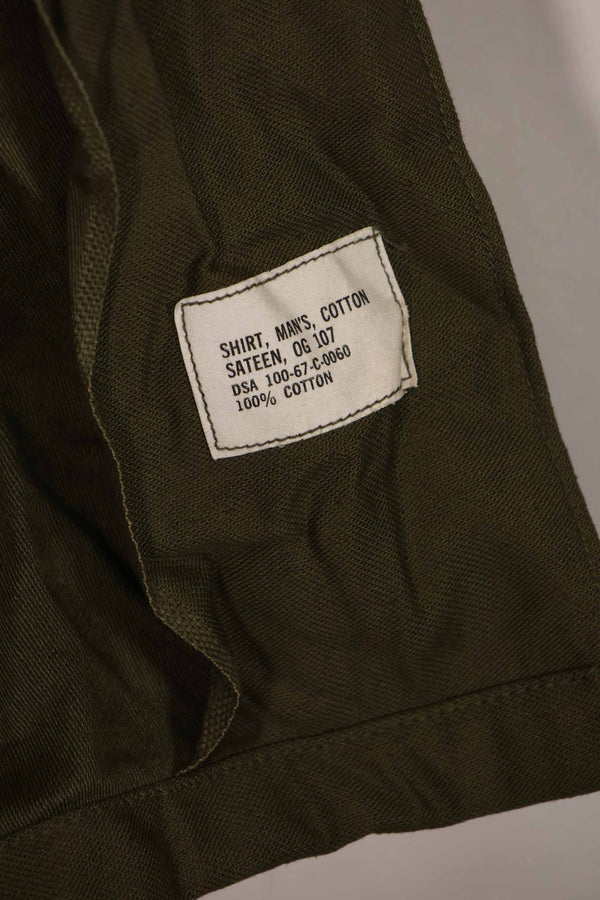 SHIRT, MAN'S, COTTON
SATEEN, OG 107
DSA 100-67-C-0060
100% COTTON